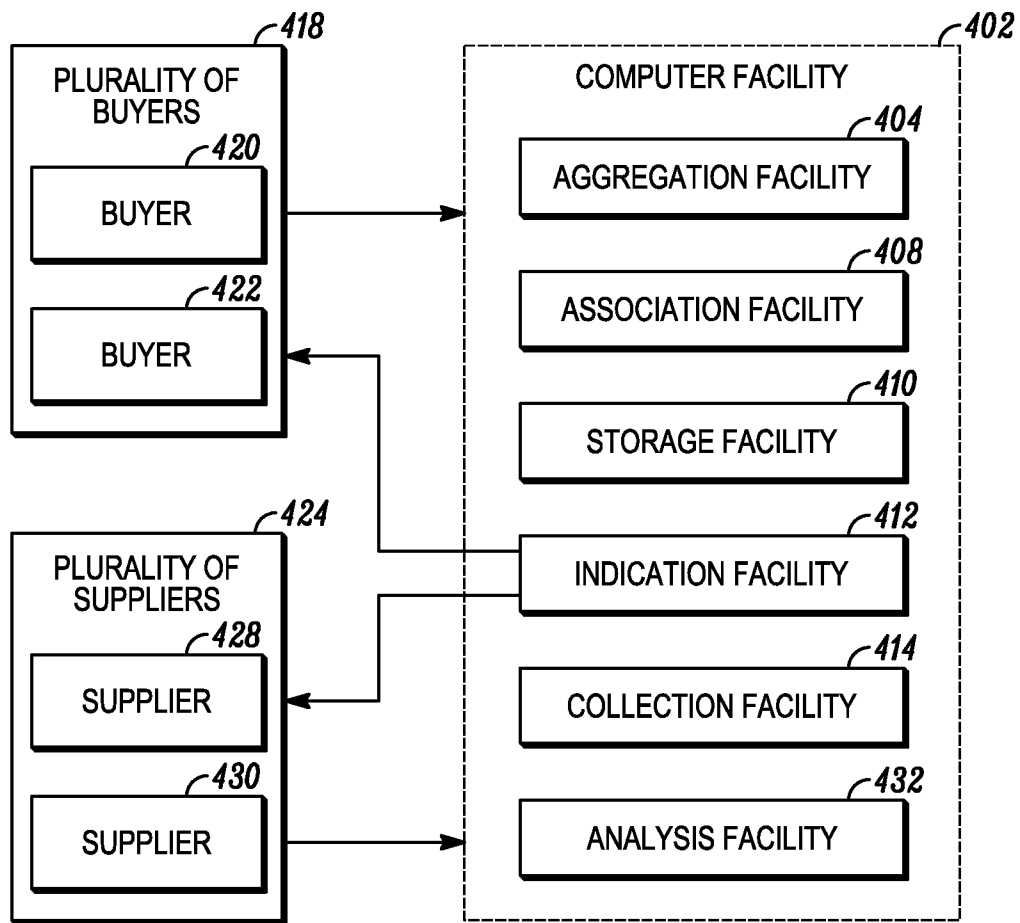 418
PLURALITY OF
BUYERS
420
BUYER
422
BUYER
424
PLURALITY OF
SUPPLIERS
428
SUPPLIER
430
SUPPLIER
402
COMPUTER FACILITY
404
AGGREGATION FACILITY
408
ASSOCIATION FACILITY
410
STORAGE FACILITY
412
INDICATION FACILITY
414
COLLECTION FACILITY
432
ANALYSIS FACILITY